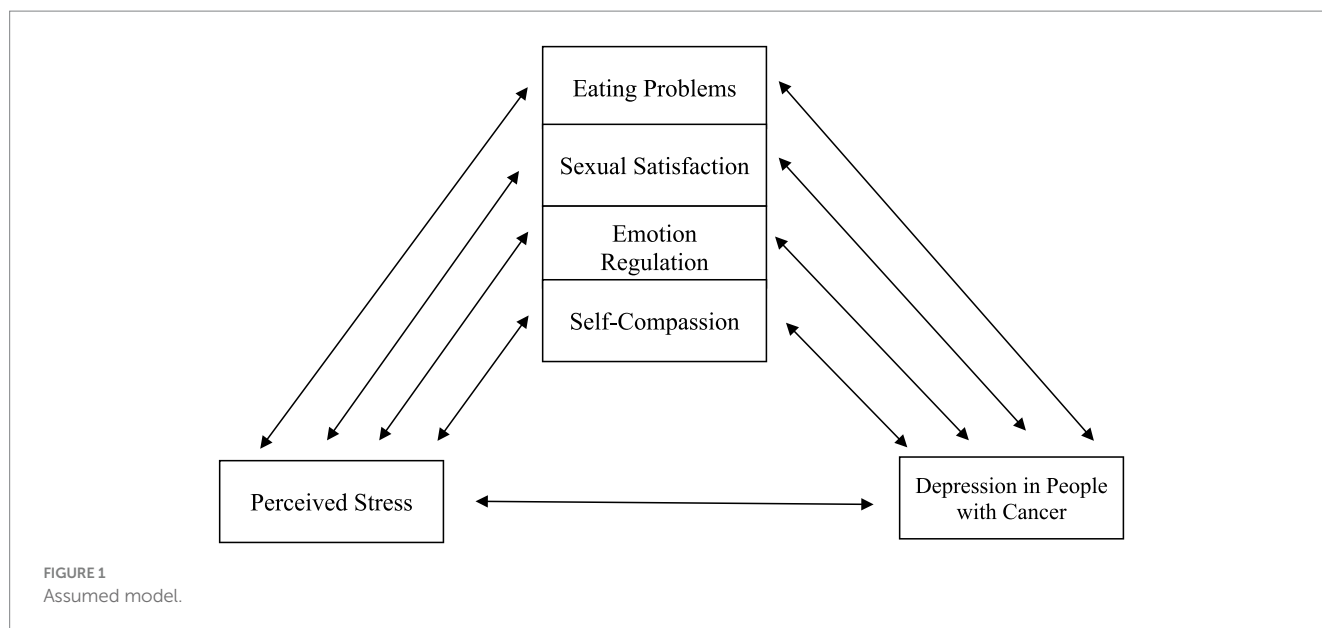 Eating Problems
Sexual Satisfaction
Emotion
Regulation
Self-Compassion
Perceived Stress
Depression in People
with Cancer
FIGURE 1
Assumed model.